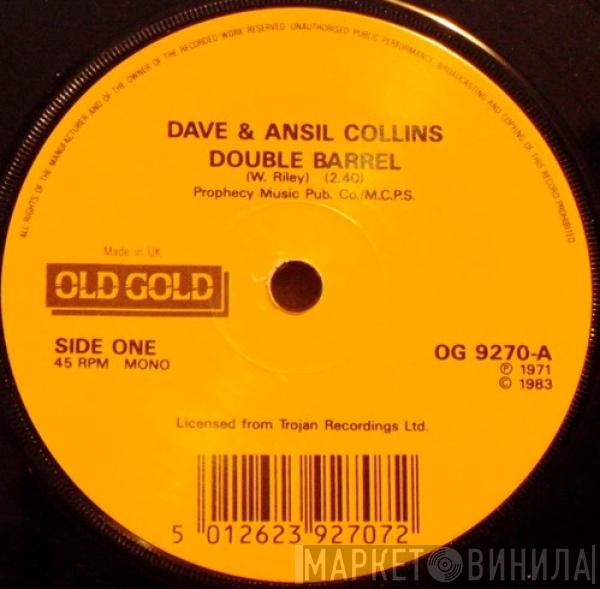 ALL RIGHTS OF THE MANUFACTURER AND OF THE OWNER OF THE RECORDED WORK RESERVED. UNAUTHORISED PUBLIC PERFORMANCE, BROADCASTING AND COPYING OF THIS RECORD PROHIBITED.
DAVE & ANSIL COLLINS
DOUBLE BARREL
(W. Riley) (2.40)
Prophecy Music Pub. Co./M.C.P.S.
Made in UK
OLD GOLD
SIDE ONE
45 RPM MONO
OG 9270-A
℗ 1971
© 1983
Licensed from Trojan Recordings Ltd.
5 012623 927072
МАРКЕТ ВИНИЛА